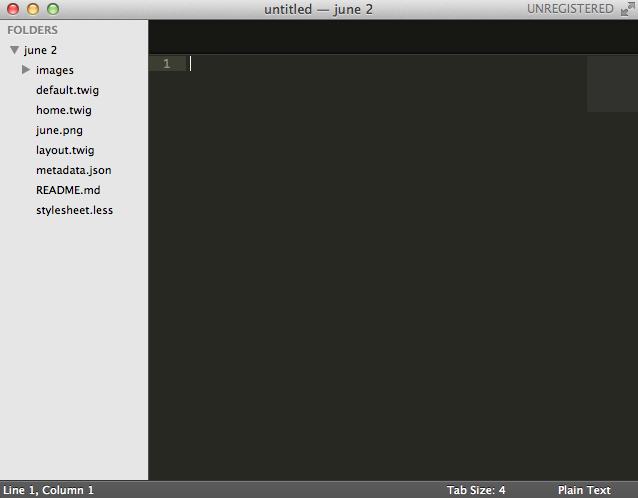 untitled — june 2
UNREGISTERED
FOLDERS
june 2
images
default.twig
home.twig
june.png
layout.twig
metadata.json
README.md
stylesheet.less
1
Line 1, Column 1
Tab Size: 4
Plain Text